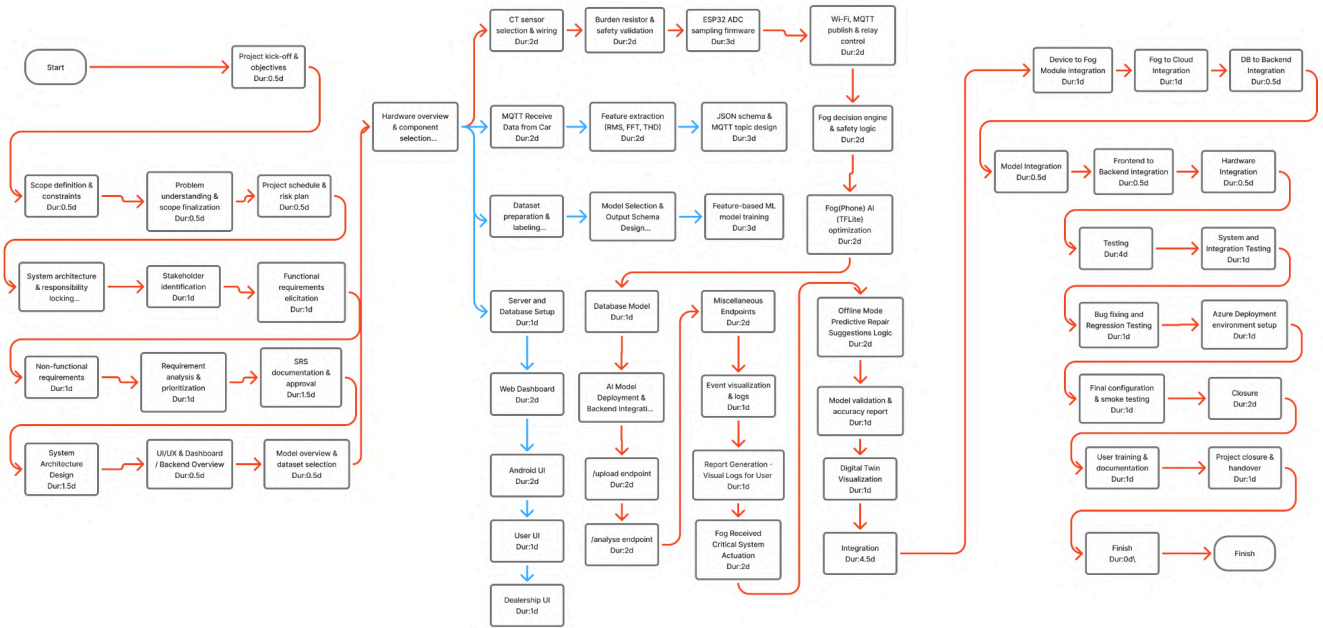 Start
Project kick-off &
objectives
Dur:0.5d
Scope definition &
constraints
Dur:0.5d
Problem
understanding &
scope finalization
Dur:0.5d
Project schedule &
risk plan
Dur:0.5d
System architecture
& responsibility
locking...
Stakeholder
identification
Dur:1d
Functional
requirements
elicitation
Dur:1d
Non-functional
requirements
Dur:1d
Requirement
analysis &
prioritization
Dur:1d
SRS
documentation &
approval
Dur:1.5d
System
Architecture
Design
Dur:1.5d
UI/UX & Dashboard
/ Backend Overview
Dur:0.5d
Model overview &
dataset selection
Dur:0.5d
Hardware overview
& component
selection...
CT sensor
selection & wiring
Dur:2d
Burden resistor &
safety validation
Dur:2d
ESP32 ADC
sampling firmware
Dur:3d
Wi-Fi, MQTT
publish & relay
control
Dur:2d
MQTT Receive
Data from Car
Dur:2d
Feature extraction
(RMS, FFT, THD)
Dur:2d
JSON schema &
MQTT topic design
Dur:3d
Fog decision engine
& safety logic
Dur:2d
Dataset
preparation &
labeling...
Model Selection &
Output Schema
Design...
Feature-based ML
model training
Dur:3d
Fog(Phone) AI
(TFLite)
optimization
Dur:2d
Server and
Database Setup
Dur:1d
Web Dashboard
Dur:2d
Android UI
Dur:2d
User UI
Dur:1d
Dealership UI
Dur:1d
Database Model
Dur:1d
AI Model
Deployment &
Backend Integrati...
/upload endpoint
Dur:2d
/analyse endpoint
Dur:2d
Miscellaneous
Endpoints
Dur:2d
Event visualization
& logs
Dur:1d
Report Generation -
Visual Logs for User
Dur:1d
Fog Received
Critical System
Actuation
Dur:2d
Offline Mode
Predictive Repair
Suggestions Logic
Dur:2d
Model validation &
accuracy report
Dur:1d
Digital Twin
Visualization
Dur:1d
Integration
Dur:4.5d
Device to Fog
Module integration
Dur:1d
Fog to Cloud
Integration
Dur:1d
DB to Backend
Integration
Dur:0.5d
Model Integration
Dur:0.5d
Frontend to
Backend Integration
Dur:0.5d
Hardware
Integration
Dur:0.5d
Testing
Dur:4d
System and
Integration Testing
Dur:1d
Bug fixing and
Regression Testing
Dur:1d
Azure Deployment
environment setup
Dur:1d
Final configuration
& smoke testing
Dur:1d
Closure
Dur:2d
User training &
documentation
Dur:1d
Project closure &
handover
Dur:1d
Finish
Dur:0d\
Finish